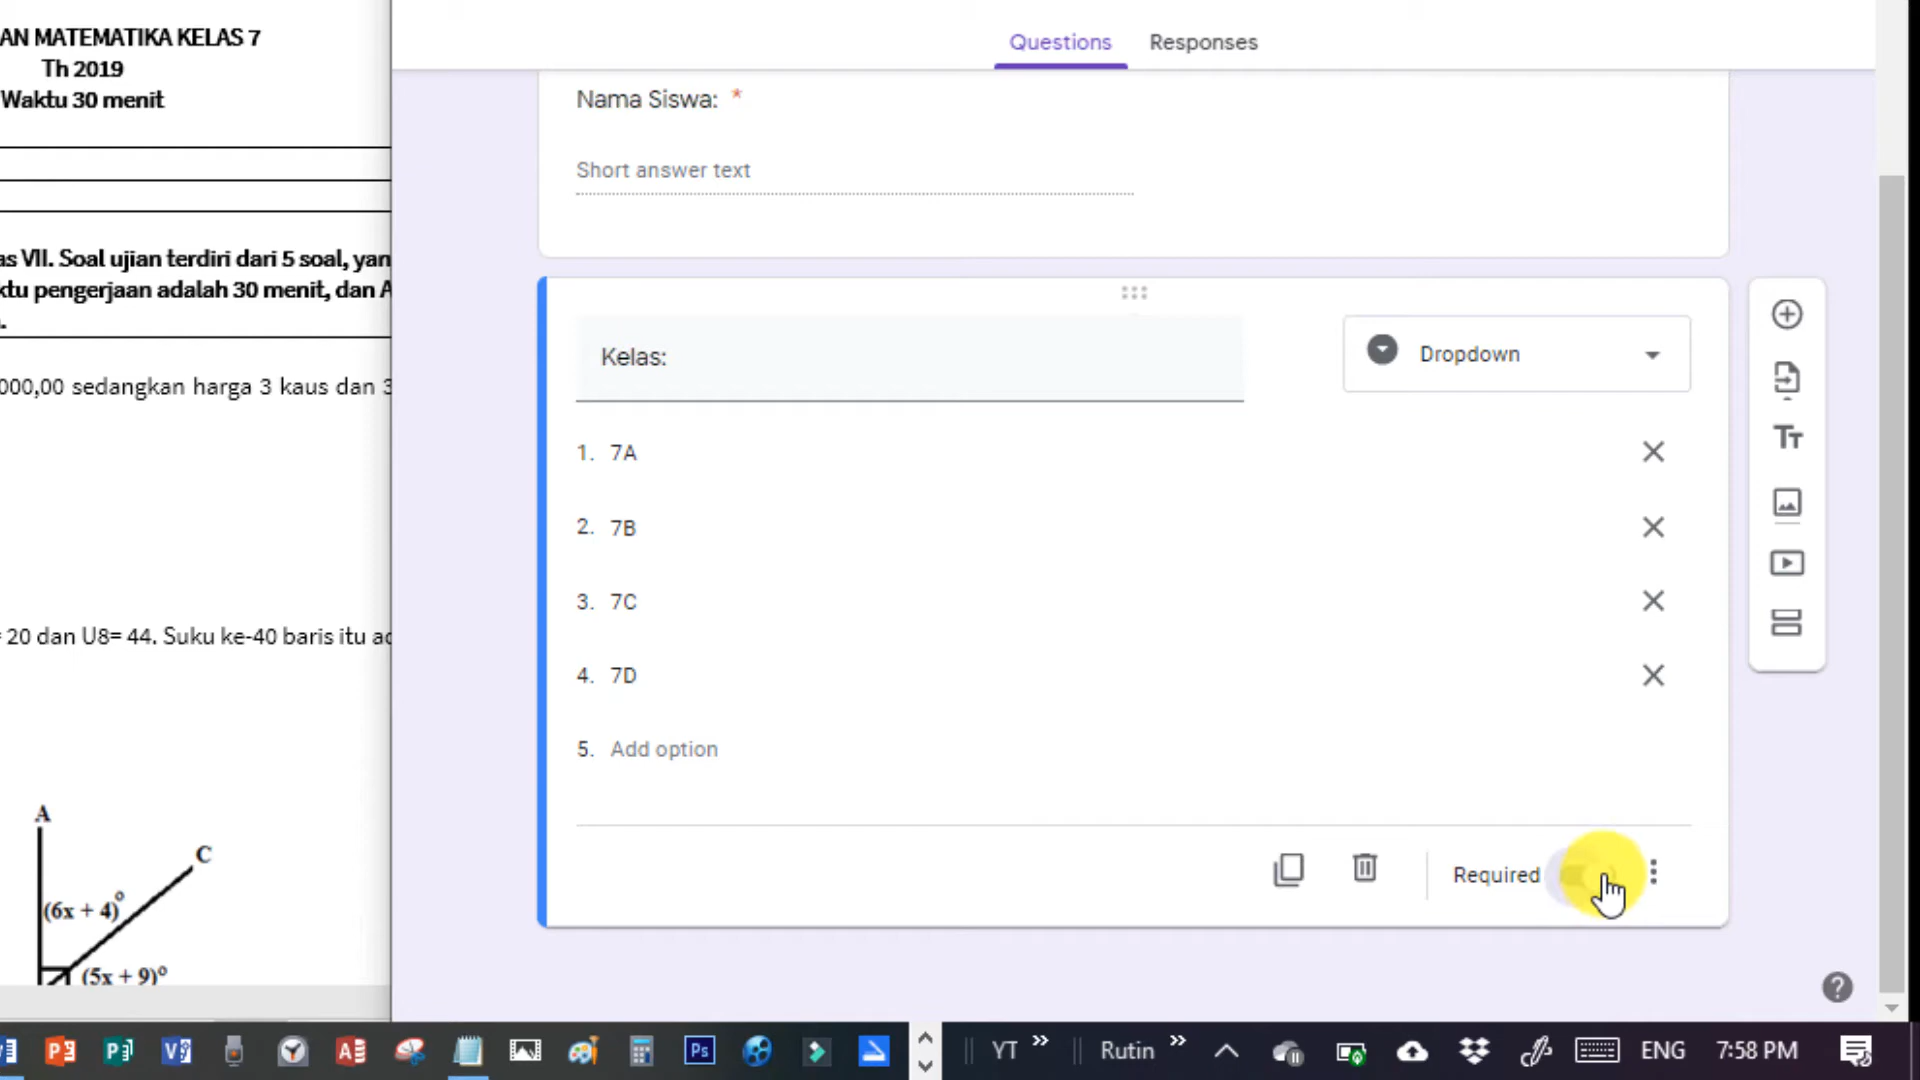 AN MATEMATIKA KELAS 7
Th 2019
Waktu 30 menit
as VII. Soal ujian terdiri dari 5 soal, yan
ktu pengerjaan adalah 30 menit, dan A
000,00 sedangkan harga 3 kaus dan 3
20 dan U8= 44. Suku ke-40 baris itu ad
A
C
(6x + 4)°
(5x + 9)°
Questions
Responses
Nama Siswa: *
Short answer text
Kelas:
Dropdown
1. 7A
2. 7B
3. 7C
4. 7D
5. Add option
Required
YT »
Rutin »
ENG
7:58 PM